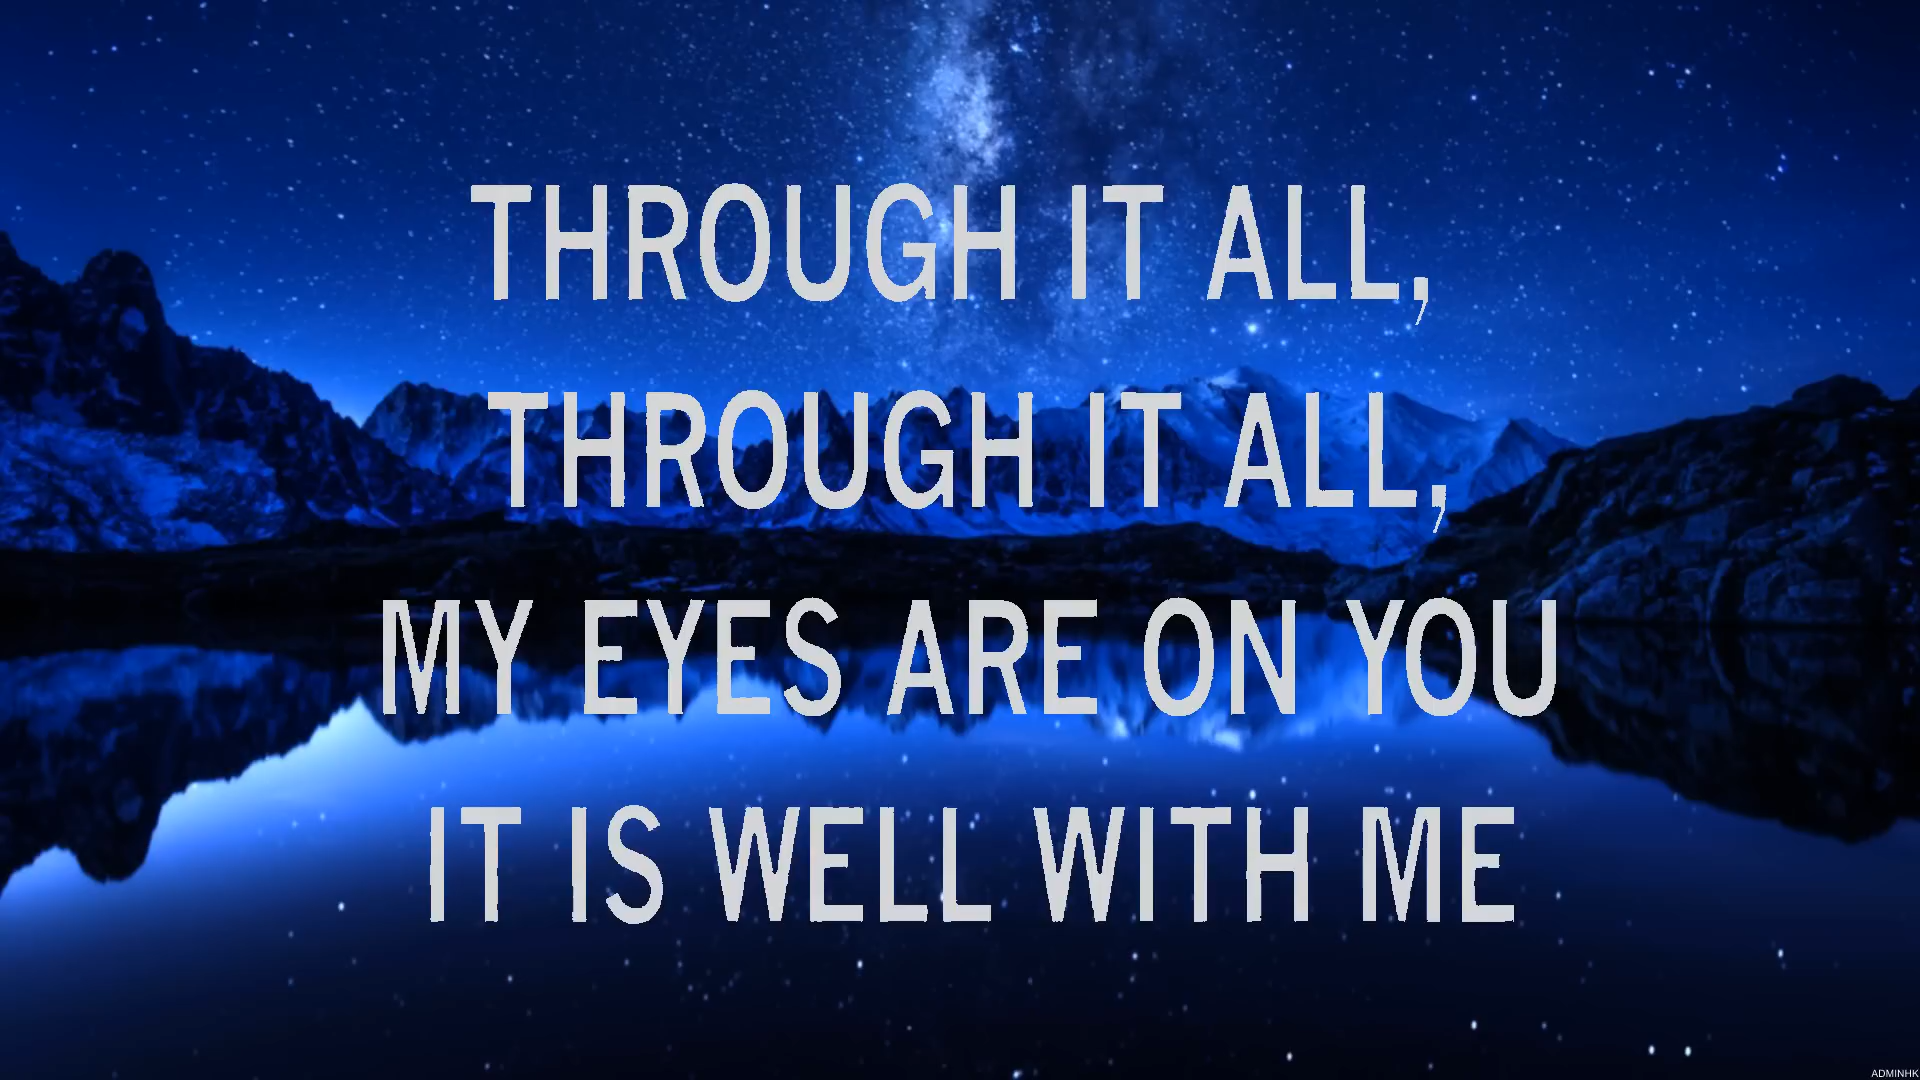 THROUGH IT ALL,
THROUGH IT ALL,
MY EYES ARE ON YOU
IT IS WELL WITH ME
ADMINHK